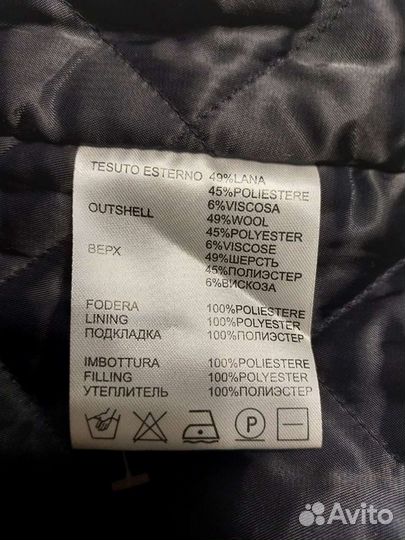 TESUTO ESTERNO 49%LANA
45%POLIESTERE
6%VISCOSA
OUTSHELL 49%WOOL
45%POLYESTER
6%VISCOSE
ВЕРХ 49%ШЕРСТЬ
45%ПОЛИЭСТЕР
6%ВИСКОЗА
FODERA 100%POLIESTERE
LINING 100%POLYESTER
ПОДКЛАДКА 100%ПОЛИЭСТЕР
IMBOTTURA 100%POLIESTERE
FILLING 100%POLYESTER
УТЕПЛИТЕЛЬ 100%ПОЛИЭСТЕР
P
Avito